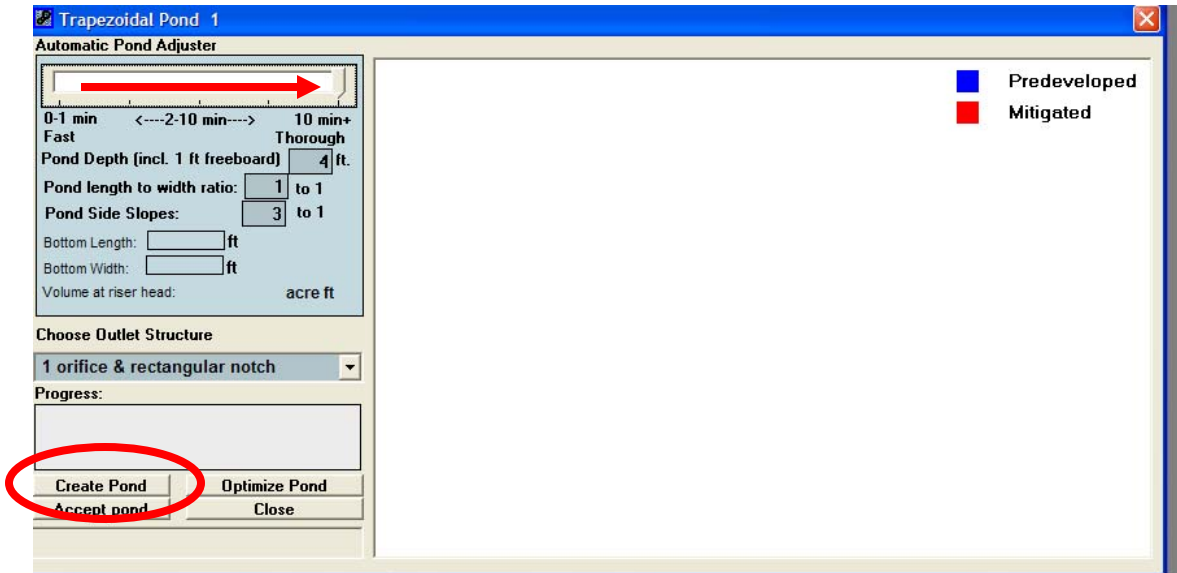 Trapezoidal Pond 1
Automatic Pond Adjuster
0-1 min <----2-10 min----> 10 min+
Fast Thorough
Pond Depth (incl. 1 ft freeboard) 4 ft.
Pond length to width ratio: 1 to 1
Pond Side Slopes: 3 to 1
Bottom Length: ft
Bottom Width: ft
Volume at riser head: acre ft
Choose Outlet Structure
1 orifice & rectangular notch
Progress:
Create Pond Optimize Pond
Accept pond Close
Predeveloped
Mitigated